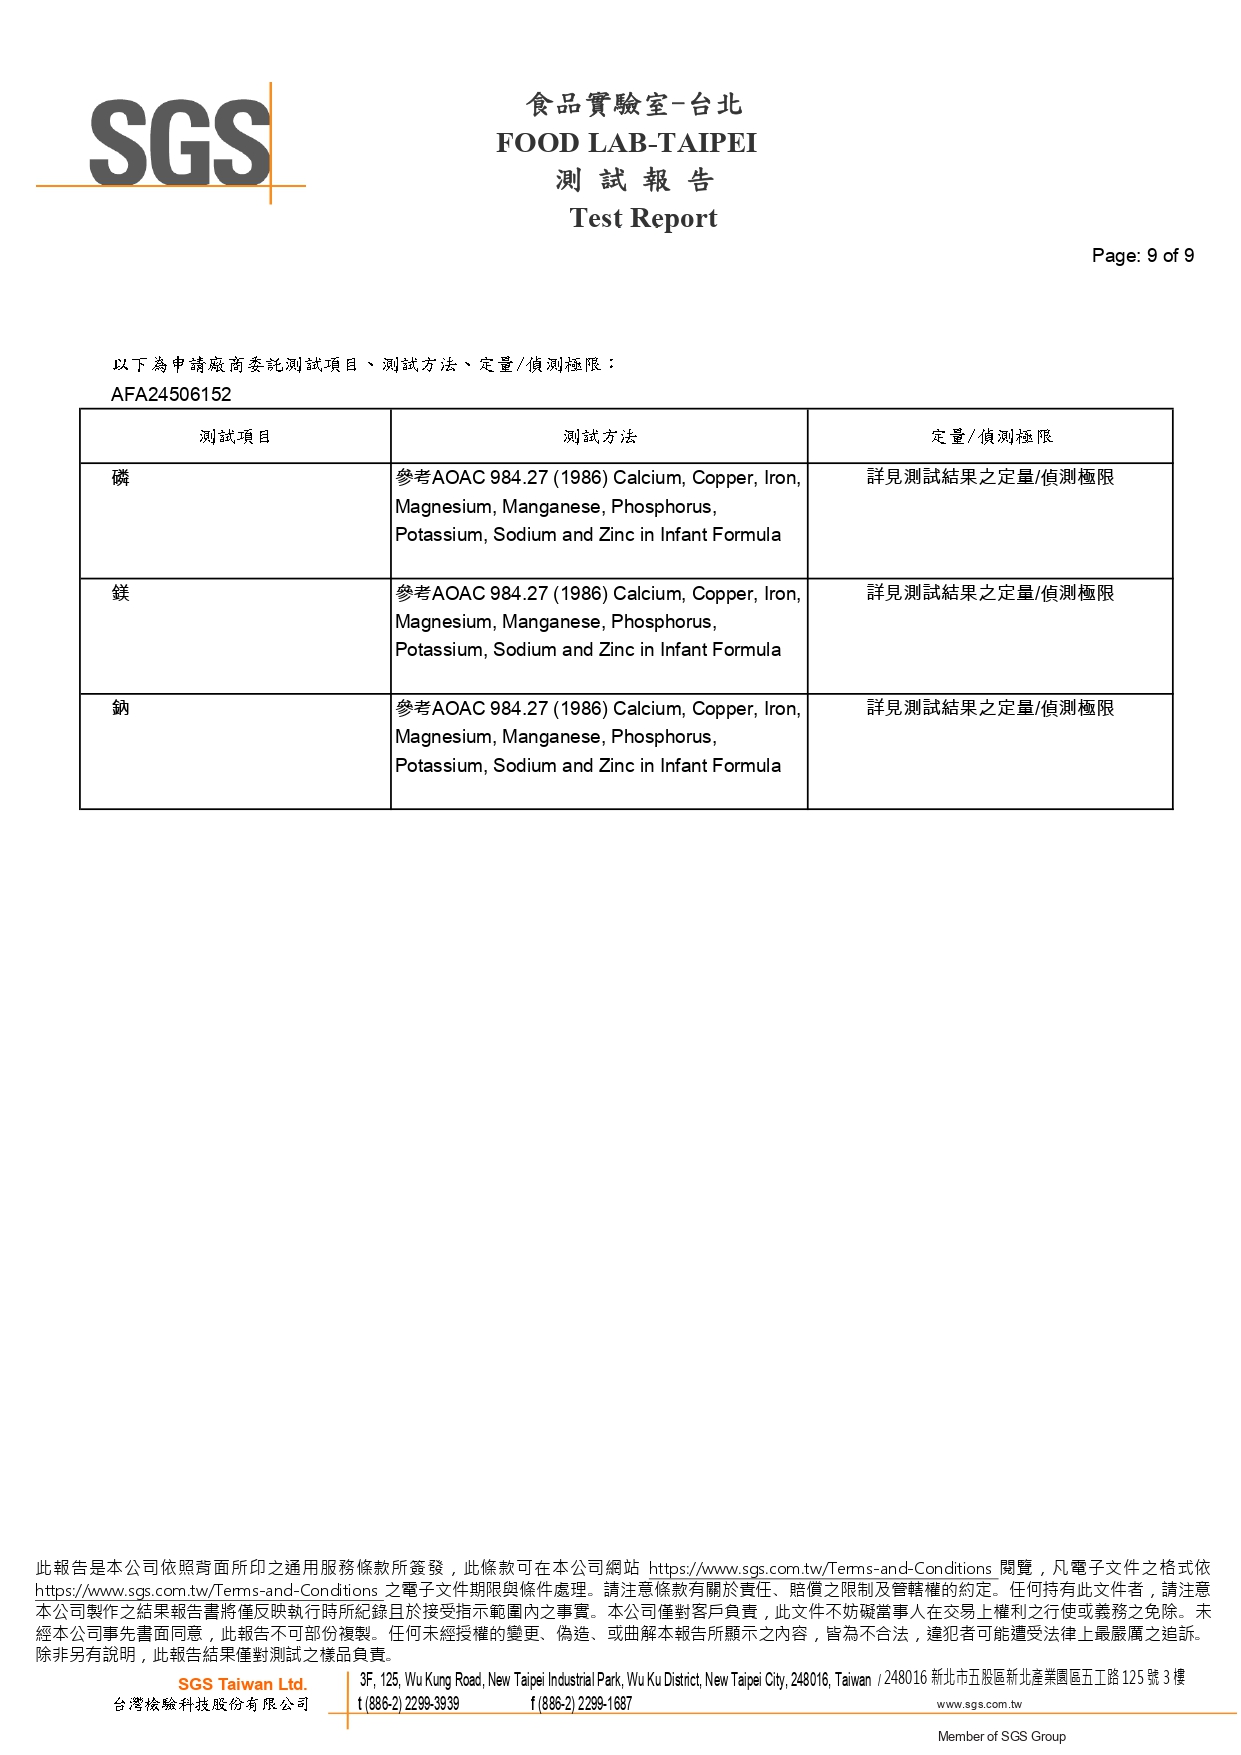 SGS
食品實驗室-台北
FOOD LAB-TAIPEI
測 試 報 告
Test Report
Page: 9 of 9
以下為申請廠商委託測試項目、測試方法、定量/偵測極限：
AFA24506152
測試項目 測試方法 定量/偵測極限
磷 參考AOAC 984.27 (1986) Calcium, Copper, Iron, 詳見測試結果之定量/偵測極限
Magnesium, Manganese, Phosphorus,
Potassium, Sodium and Zinc in Infant Formula
鎂 參考AOAC 984.27 (1986) Calcium, Copper, Iron, 詳見測試結果之定量/偵測極限
Magnesium, Manganese, Phosphorus,
Potassium, Sodium and Zinc in Infant Formula
鈉 參考AOAC 984.27 (1986) Calcium, Copper, Iron, 詳見測試結果之定量/偵測極限
Magnesium, Manganese, Phosphorus,
Potassium, Sodium and Zinc in Infant Formula
此報告是本公司依照背面所印之通用服務條款所簽發，此條款可在本公司網站 https://www.sgs.com.tw/Terms-and-Conditions 閱覽，凡電子文件之格式依
https://www.sgs.com.tw/Terms-and-Conditions 之電子文件期限與條件處理。請注意條款有關於責任、賠償之限制及管轄權的約定。任何持有此文件者，請注意
本公司製作之結果報告書將僅反映執行時所紀錄且於接受指示範圍內之事實。本公司僅對客戶負責，此文件不妨礙當事人在交易上權利之行使或義務之免除。未
經本公司事先書面同意，此報告不可部份複製。任何未經授權的變更、偽造、或曲解本報告所顯示之內容，皆為不合法，違犯者可能遭受法律上最嚴厲之追訴。
除非另有說明，此報告結果僅對測試之樣品負責。
SGS Taiwan Ltd. 3F, 125, Wu Kung Road, New Taipei Industrial Park, Wu Ku District, New Taipei City, 248016, Taiwan / 248016 新北市五股區新北產業園區五工路 125 號 3 樓
台灣檢驗科技股份有限公司 t (886-2) 2299-3939 f (886-2) 2299-1687 www.sgs.com.tw
Member of SGS Group